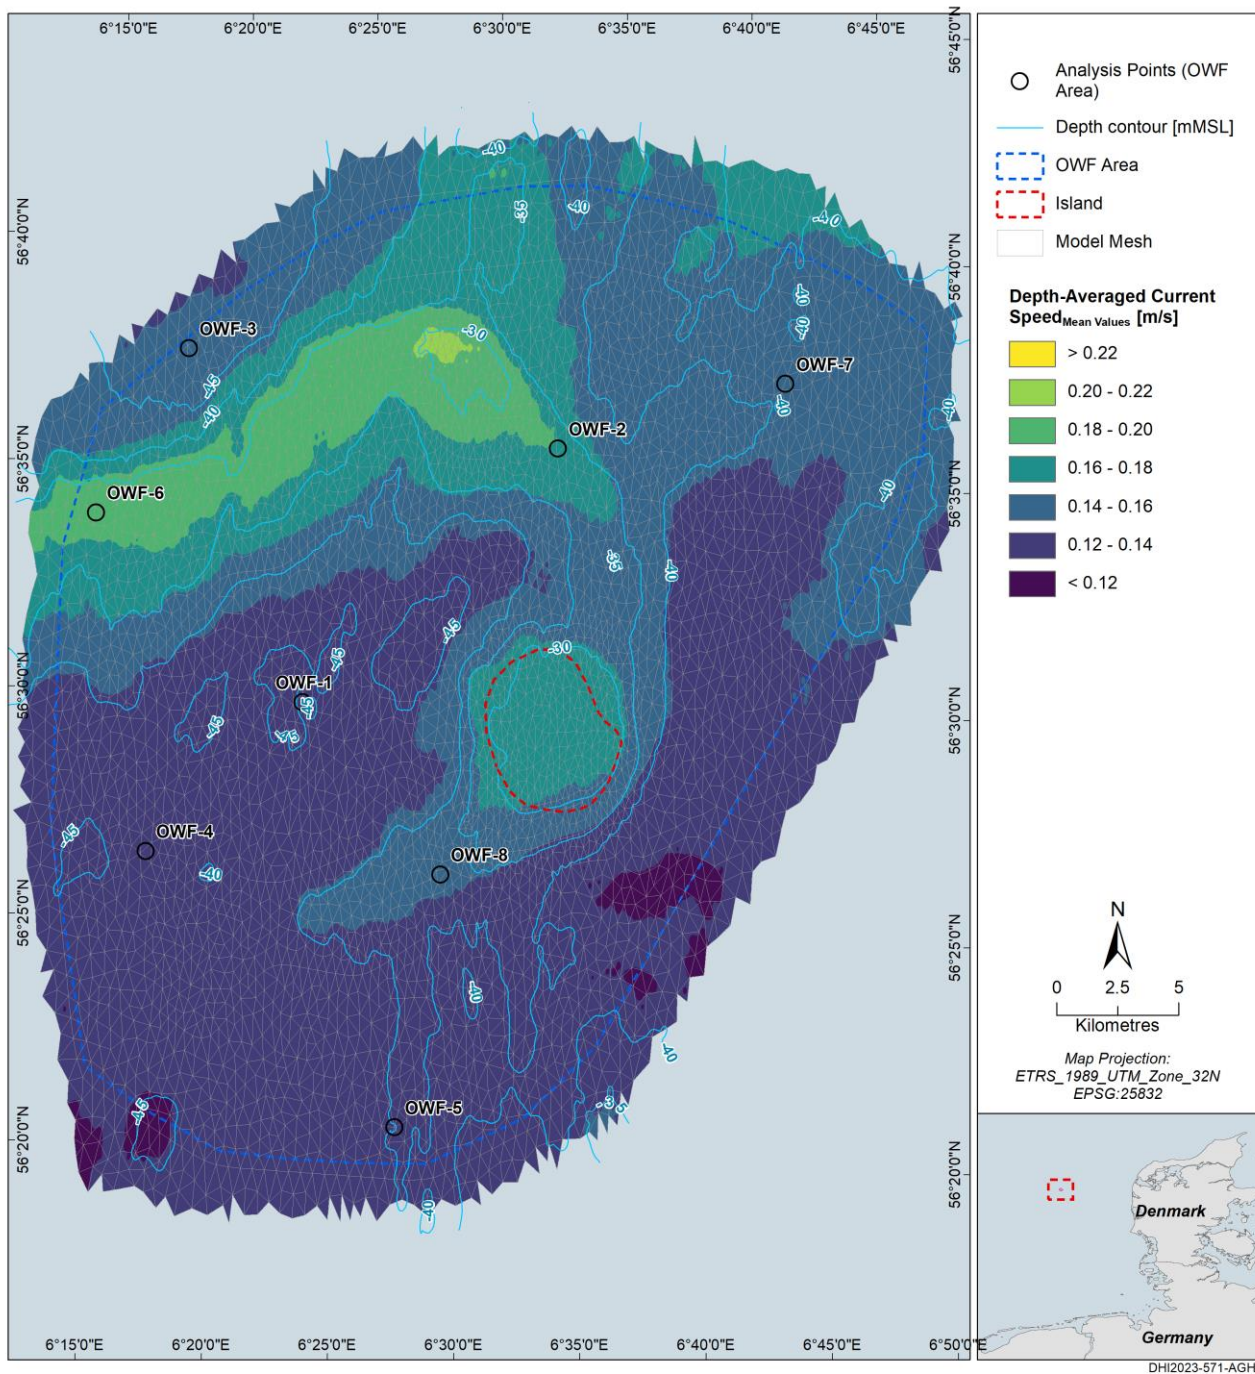 6°15'0"E 6°20'0"E 6°25'0"E 6°30'0"E 6°35'0"E 6°40'0"E 6°45'0"E
56°45'0"N
56°40'0"N
56°40'0"N
56°35'0"N
56°35'0"N
56°30'0"N
56°30'0"N
56°25'0"N
56°25'0"N
56°20'0"N
56°20'0"N
-40
-35
-40
-40
OWF-3
-30
-40
-40
OWF-7
-45
-40
-40
-40
OWF-2
OWF-6
-40
-35
-40
-45
-45
-30
OWF-1
-45
-45
-45
OWF-4
-45
-40
OWF-8
-40
-40
-45
OWF-5
-35
-40
6°15'0"E 6°20'0"E 6°25'0"E 6°30'0"E 6°35'0"E 6°40'0"E 6°45'0"E 6°50'0"E
Analysis Points (OWF
Area)
Depth contour [mMSL]
OWF Area
Island
Model Mesh
Depth-Averaged Current
Speed Mean Values [m/s]
> 0.22
0.20 - 0.22
0.18 - 0.20
0.16 - 0.18
0.14 - 0.16
0.12 - 0.14
< 0.12
N
0 2.5 5
Kilometres
Map Projection:
ETRS_1989_UTM_Zone_32N
EPSG:25832
Denmark
Germany
DHI2023-571-AGH